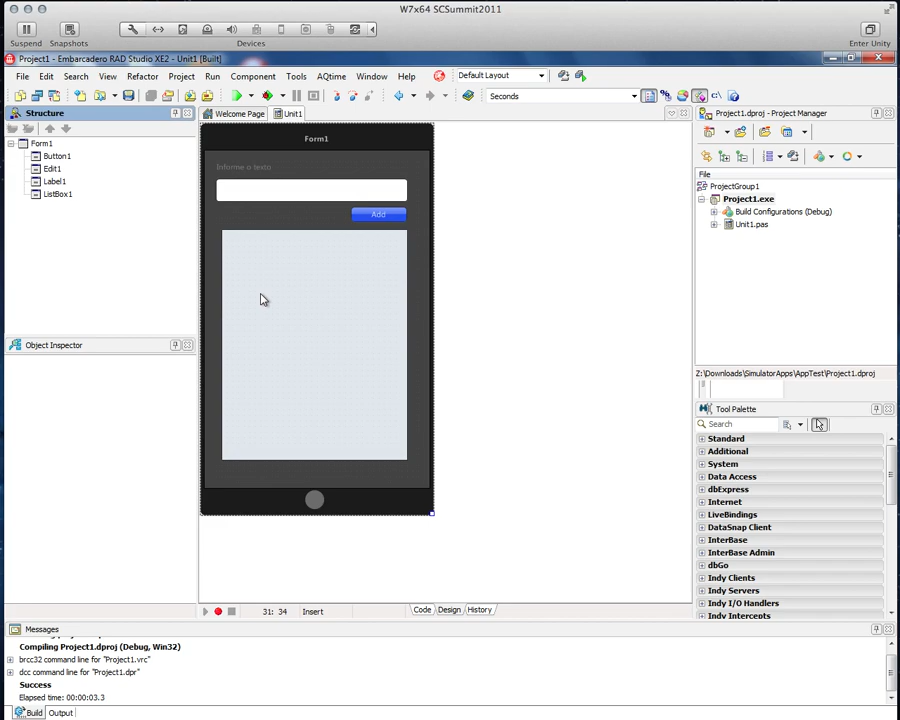 W7x64 SCSummit2011
Suspend Snapshots Devices Enter Unity
Project1 - Embarcadero RAD Studio XE2 - Unit1 [Built]
File Edit Search View Refactor Project Run Component Tools AQtime Window Help Default Layout
Seconds
Structure
Welcome Page Unit1
Project1.dproj - Project Manager
Form1
Button1
Edit1
Label1
ListBox1
Form1
Informe o texto
Add
File
ProjectGroup1
Project1.exe
Build Configurations (Debug)
Unit1.pas
Object Inspector
Z:\Downloads\SimulatorApps\AppTest\Project1.dproj
Tool Palette
Search
Standard
Additional
System
Data Access
dbExpress
Internet
LiveBindings
DataSnap Client
InterBase
InterBase Admin
dbGo
Indy Clients
Indy Servers
Indy I/O Handlers
Indy Intercepts
31: 34 Insert Code Design History
Messages
Compiling Project1.dproj (Debug, Win32)
brcc32 command line for "Project1.vrc"
dcc command line for "Project1.dpr"
Success
Elapsed time: 00:00:03.3
Build Output